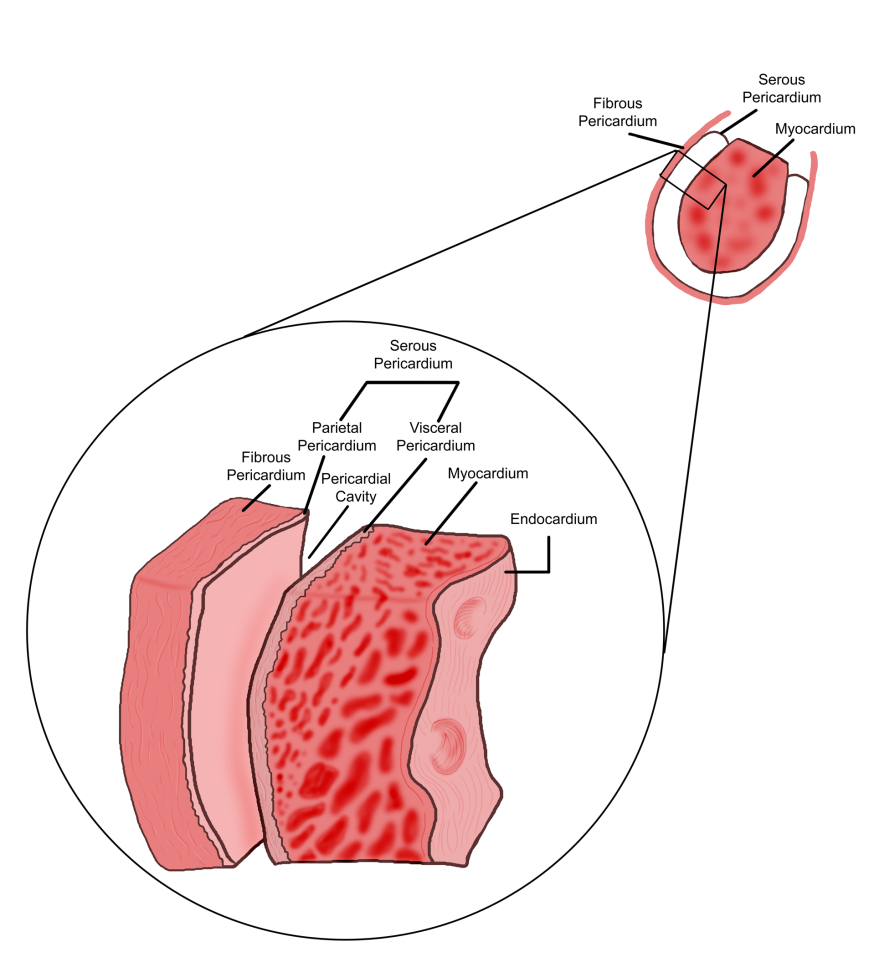 Serous
Pericardium
Fibrous
Pericardium
Myocardium
Serous
Pericardium
Parietal
Pericardium
Visceral
Pericardium
Fibrous
Pericardium
Pericardial
Cavity
Myocardium
Endocardium